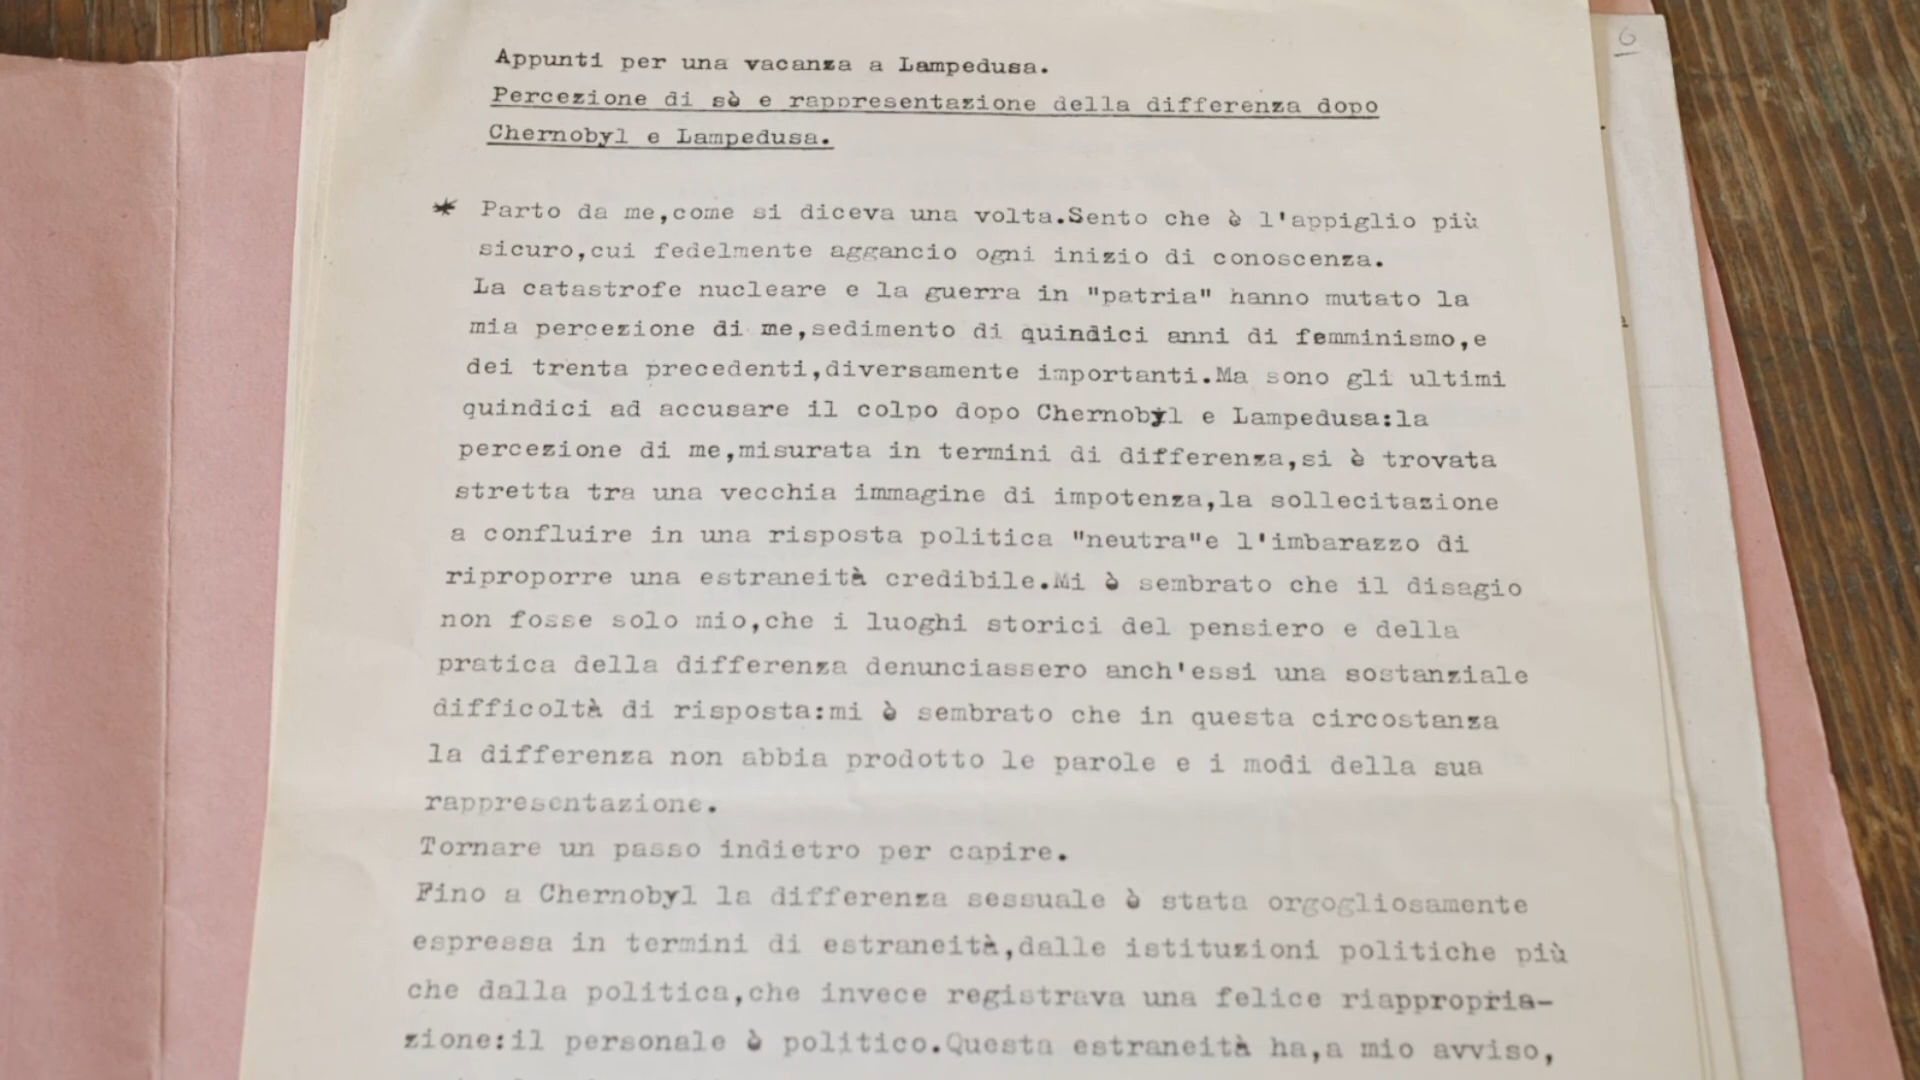 6
Appunti per una vacanza a Lampedusa.
Percezione di sè e rappresentazione della differenza dopo
Chernobyl e Lampedusa.
* Parto da me,come si diceva una volta.Sento che è l'appiglio più
sicuro,cui fedelmente aggancio ogni inizio di conoscenza.
La catastrofe nucleare e la guerra in "patria" hanno mutato la
mia percezione di me,sedimento di quindici anni di femminismo,e
dei trenta precedenti,diversamente importanti.Ma sono gli ultimi
quindici ad accusare il colpo dopo Chernobyl e Lampedusa:la
percezione di me,misurata in termini di differenza,si è trovata
stretta tra una vecchia immagine di impotenza,la sollecitazione
a confluire in una risposta politica "neutra"e l'imbarazzo di
riproporre una estraneità credibile.Mi è sembrato che il disagio
non fosse solo mio,che i luoghi storici del pensiero e della
pratica della differenza denunciassero anch'essi una sostanziale
difficoltà di risposta:mi è sembrato che in questa circostanza
la differenza non abbia prodotto le parole e i modi della sua
rappresentazione.
Tornare un passo indietro per capire.
Fino a Chernobyl la differenza sessuale è stata orgogliosamente
espressa in termini di estraneità,dalle istituzioni politiche più
che dalla politica,che invece registrava una felice riappropria-
zione:il personale è politico.Questa estraneità ha,a mio avviso,